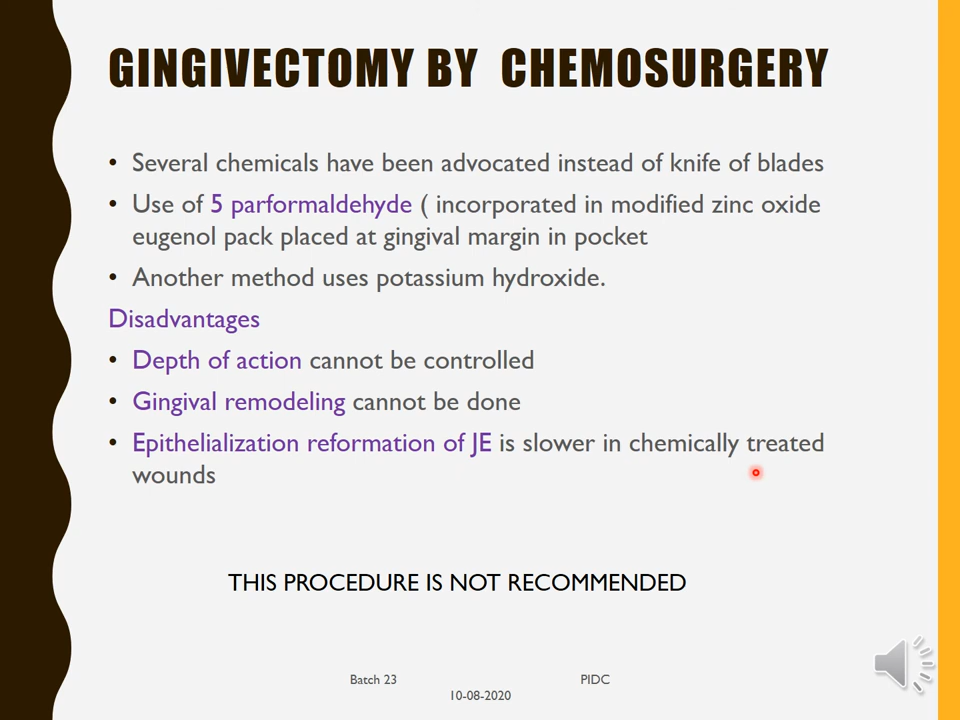 GINGIVECTOMY BY CHEMOSURGERY
• Several chemicals have been advocated instead of knife of blades
• Use of 5 parformaldehyde ( incorporated in modified zinc oxide
eugenol pack placed at gingival margin in pocket
• Another method uses potassium hydroxide.
Disadvantages
• Depth of action cannot be controlled
• Gingival remodeling cannot be done
• Epithelialization reformation of JE is slower in chemically treated
wounds
THIS PROCEDURE IS NOT RECOMMENDED
Batch 23 PIDC
10-08-2020